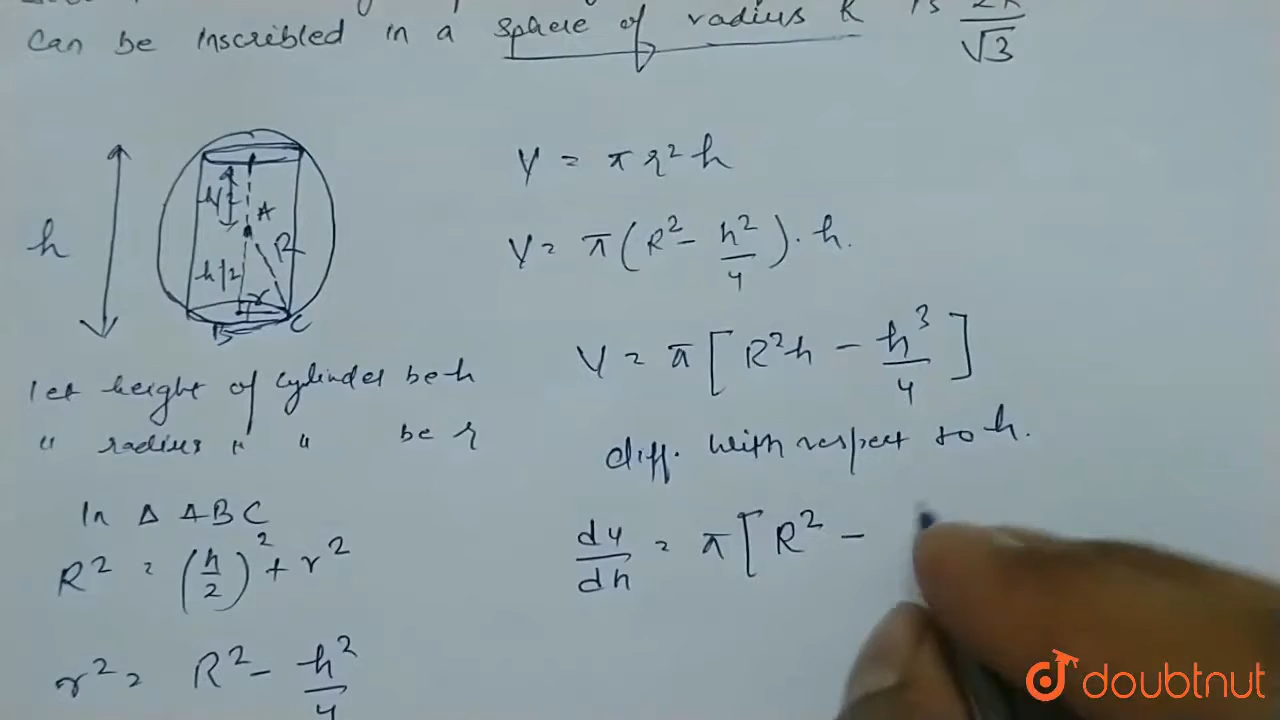 can be inscribled in a sphere of radius R is 2R/√3
h
h/2
A
R
h/2
r
B
C
let height of cylinder be h
" radius " " be r
In Δ ABC
R² = (h/2)² + r²
r² = R² - h²/4
V = π r² h
V = π(R² - h²/4).h.
V = π[R²h - h³/4]
diff. with respect to h.
dv/dh = π[R² -
doubtnut